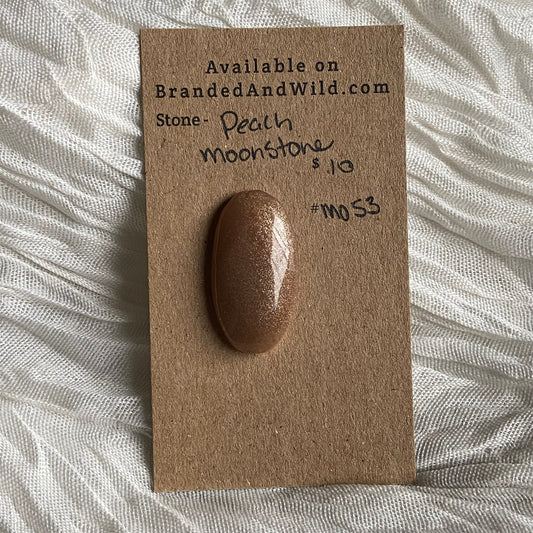 Available on
BrandedAndWild.com
Stone- Peach
moonstone
$10
#MO53